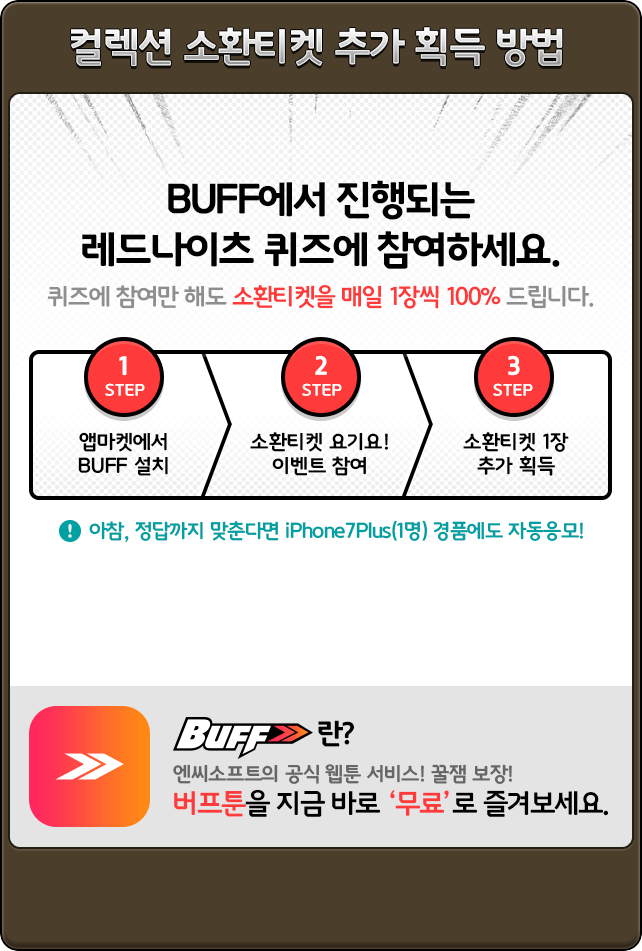 컬렉션 소환티켓 추가 획득 방법
BUFF에서 진행되는
레드나이츠 퀴즈에 참여하세요.
퀴즈에 참여만 해도 소환티켓을 매일 1장씩 100% 드립니다.
1
STEP
앱마켓에서
BUFF 설치
2
STEP
소환티켓 요기요!
이벤트 참여
3
STEP
소환티켓 1장
추가 획득
! 아참, 정답까지 맞춘다면 iPhone7Plus(1명) 경품에도 자동응모!
BUFF 란?
엔씨소프트의 공식 웹툰 서비스! 꿀잼 보장!
버프툰을 지금 바로 ‘무료’로 즐겨보세요.